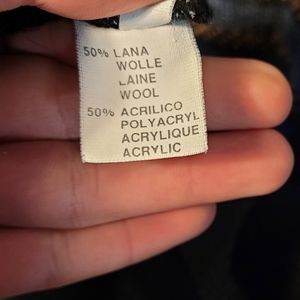 50% LANA
WOLLE
LAINE
WOOL
50% ACRILICO
POLYACRYL
ACRYLIQUE
ACRYLIC